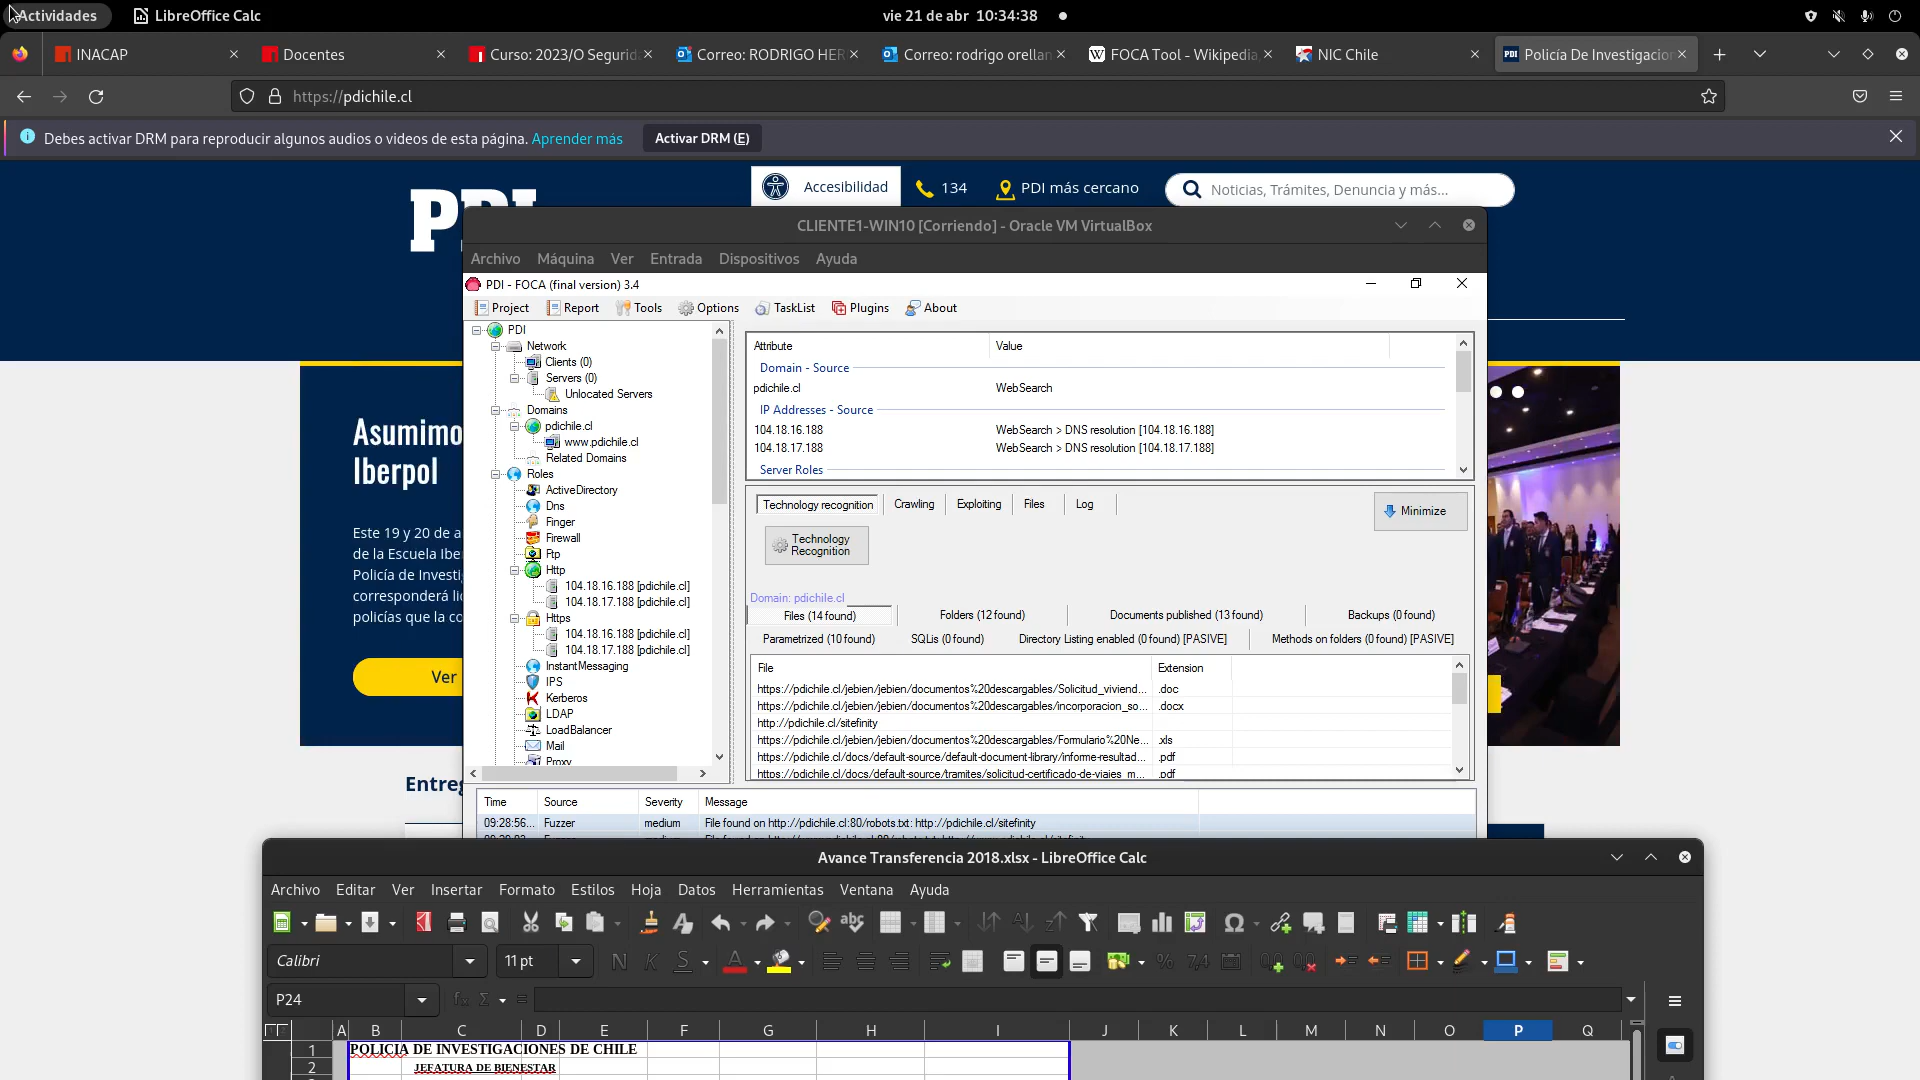 Actividades LibreOffice Calc vie 21 de abr 10:34:38
INACAP Docentes Curso: 2023/O Segurid Correo: RODRIGO HER Correo: rodrigo orellan FOCA Tool - Wikipedia, NIC Chile PDI Policía De Investigacion
https://pdichile.cl
Debes activar DRM para reproducir algunos audios o videos de esta página. Aprender más Activar DRM (E)
Accesibilidad 134 PDI más cercano Noticias, Trámites, Denuncia y más...
PDI
CLIENTE1-WIN10 [Corriendo] - Oracle VM VirtualBox
Archivo Máquina Ver Entrada Dispositivos Ayuda
PDI - FOCA (final version) 3.4
Project Report Tools Options TaskList Plugins About
PDI
Network
Clients (0)
Servers (0)
Unlocated Servers
Domains
pdichile.cl
www.pdichile.cl
Related Domains
Roles
ActiveDirectory
Dns
Finger
Firewall
Ftp
Http
104.18.16.188 [pdichile.cl]
104.18.17.188 [pdichile.cl]
Https
104.18.16.188 [pdichile.cl]
104.18.17.188 [pdichile.cl]
InstantMessaging
IPS
Kerberos
LDAP
LoadBalancer
Mail
Proxy
Attribute Value
Domain - Source
pdichile.cl WebSearch
IP Addresses - Source
104.18.16.188 WebSearch > DNS resolution [104.18.16.188]
104.18.17.188 WebSearch > DNS resolution [104.18.17.188]
Server Roles
Technology recognition Crawling Exploiting Files Log Minimize
Technology
Recognition
Domain: pdichile.cl
Files (14 found) Folders (12 found) Documents published (13 found) Backups (0 found)
Parametrized (10 found) SQLis (0 found) Directory Listing enabled (0 found) [PASIVE] Methods on folders (0 found) [PASIVE]
File Extension
https://pdichile.cl/jebien/jebien/documentos%20descargables/Solicitud_viviend... .doc
https://pdichile.cl/jebien/jebien/documentos%20descargables/incorporacion_so... .docx
http://pdichile.cl/sitefinity
https://pdichile.cl/jebien/jebien/documentos%20descargables/Formulario%20Ne... .xls
https://pdichile.cl/docs/default-source/default-document-library/informe-resultad... .pdf
https://pdichile.cl/docs/default-source/tramites/solicitud-certificado-de-viajes_m... .pdf
Time Source Severity Message
09:28:56... Fuzzer medium File found on http://pdichile.cl:80/robots.txt: http://pdichile.cl/sitefinity
Asumimo
Iberpol
Este 19 y 20 de a
de la Escuela Ibe
Policía de Investi
corresponderá li
policías que la co
Ver
Entreg
Avance Transferencia 2018.xlsx - LibreOffice Calc
Archivo Editar Ver Insertar Formato Estilos Hoja Datos Herramientas Ventana Ayuda
Calibri 11 pt N K S
P24
A B C D E F G H I J K L M N O P Q
1 POLICIA DE INVESTIGACIONES DE CHILE
2 JEFATURA DE BIENESTAR